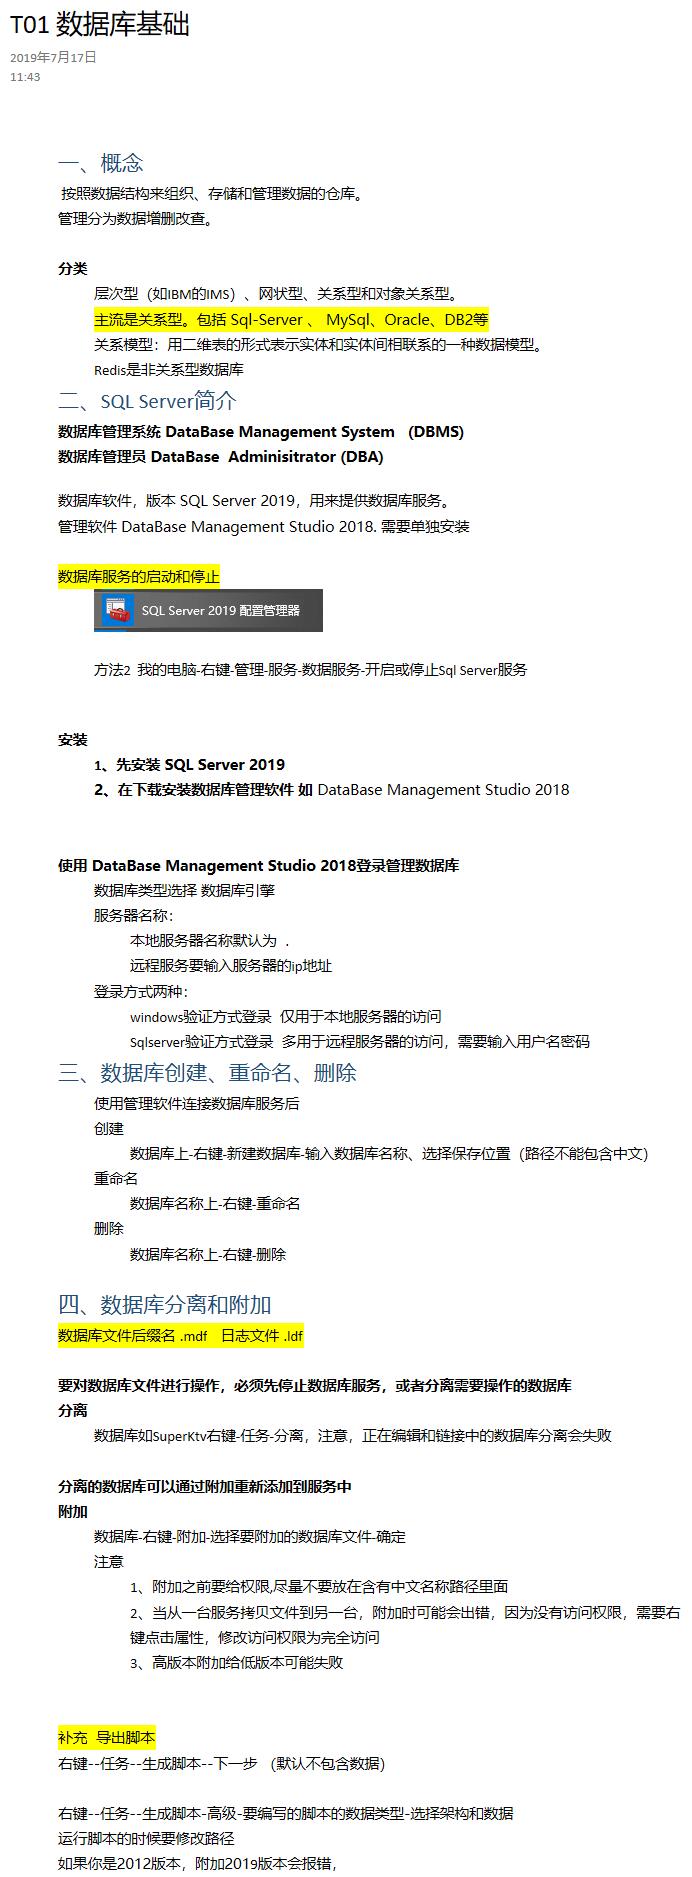 T01 数据库基础
2019年7月17日
11:43
一、概念
按照数据结构来组织、存储和管理数据的仓库。
管理分为数据增删改查。
分类
层次型（如IBM的IMS）、网状型、关系型和对象关系型。
主流是关系型。包括 Sql-Server 、 MySql、Oracle、DB2等
关系模型：用二维表的形式表示实体和实体间相联系的一种数据模型。
Redis是非关系型数据库
二、SQL Server简介
数据库管理系统 DataBase Management System （DBMS)
数据库管理员 DataBase Adminisitrator (DBA)
数据库软件，版本 SQL Server 2019，用来提供数据库服务。
管理软件 DataBase Management Studio 2018. 需要单独安装
数据库服务的启动和停止
SQL Server 2019 配置管理器
方法2 我的电脑-右键-管理-服务-数据服务-开启或停止Sql Server服务
安装
1、先安装 SQL Server 2019
2、在下载安装数据库管理软件 如 DataBase Management Studio 2018
使用 DataBase Management Studio 2018登录管理数据库
数据库类型选择 数据库引擎
服务器名称：
本地服务器名称默认为 .
远程服务要输入服务器的ip地址
登录方式两种：
windows验证方式登录 仅用于本地服务器的访问
Sqlserver验证方式登录 多用于远程服务器的访问，需要输入用户名密码
三、数据库创建、重命名、删除
使用管理软件连接数据库服务后
创建
数据库上-右键-新建数据库-输入数据库名称、选择保存位置（路径不能包含中文）
重命名
数据库名称上-右键-重命名
删除
数据库名称上-右键-删除
四、数据库分离和附加
数据库文件后缀名 .mdf 日志文件 .ldf
要对数据库文件进行操作，必须先停止数据库服务，或者分离需要操作的数据库
分离
数据库如SuperKtv右键-任务-分离，注意，正在编辑和链接中的数据库分离会失败
分离的数据库可以通过附加重新添加到服务中
附加
数据库-右键-附加-选择要附加的数据库文件-确定
注意
1、附加之前要给权限,尽量不要放在含有中文名称路径里面
2、当从一台服务拷贝文件到另一台，附加时可能会出错，因为没有访问权限，需要右
键点击属性，修改访问权限为完全访问
3、高版本附加给低版本可能失败
补充 导出脚本
右键--任务--生成脚本--下一步 （默认不包含数据）
右键--任务--生成脚本-高级-要编写的脚本的数据类型-选择架构和数据
运行脚本的时候要修改路径
如果你是2012版本，附加2019版本会报错，